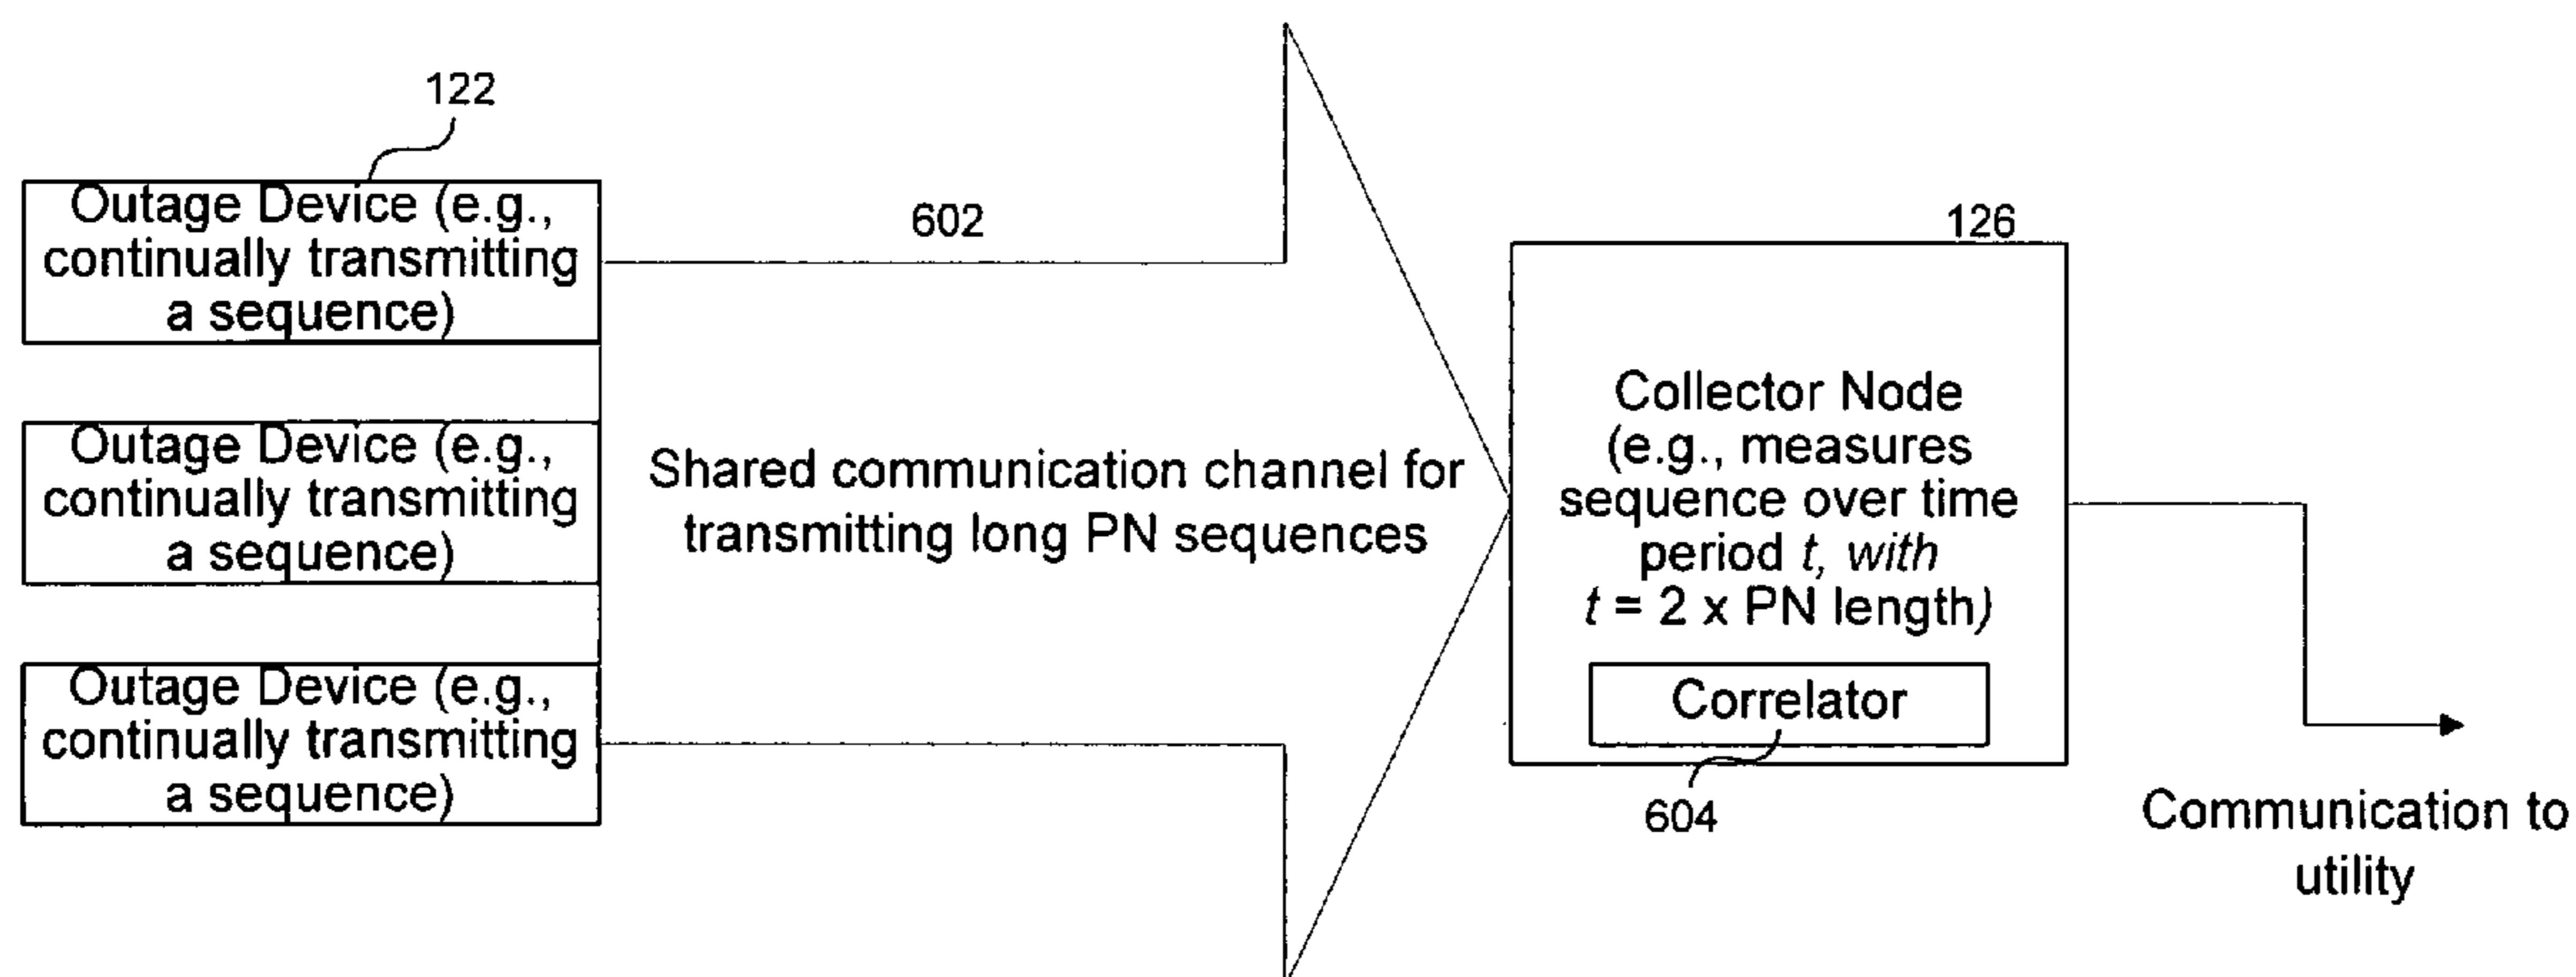 122
Outage Device (e.g.,
continually transmitting
a sequence)
Outage Device (e.g.,
continually transmitting
a sequence)
Outage Device (e.g.,
continually transmitting
a sequence)
602
Shared communication channel for
transmitting long PN sequences
126
Collector Node
(e.g., measures
sequence over time
period t, with
t = 2 x PN length)
Correlator
604
Communication to
utility